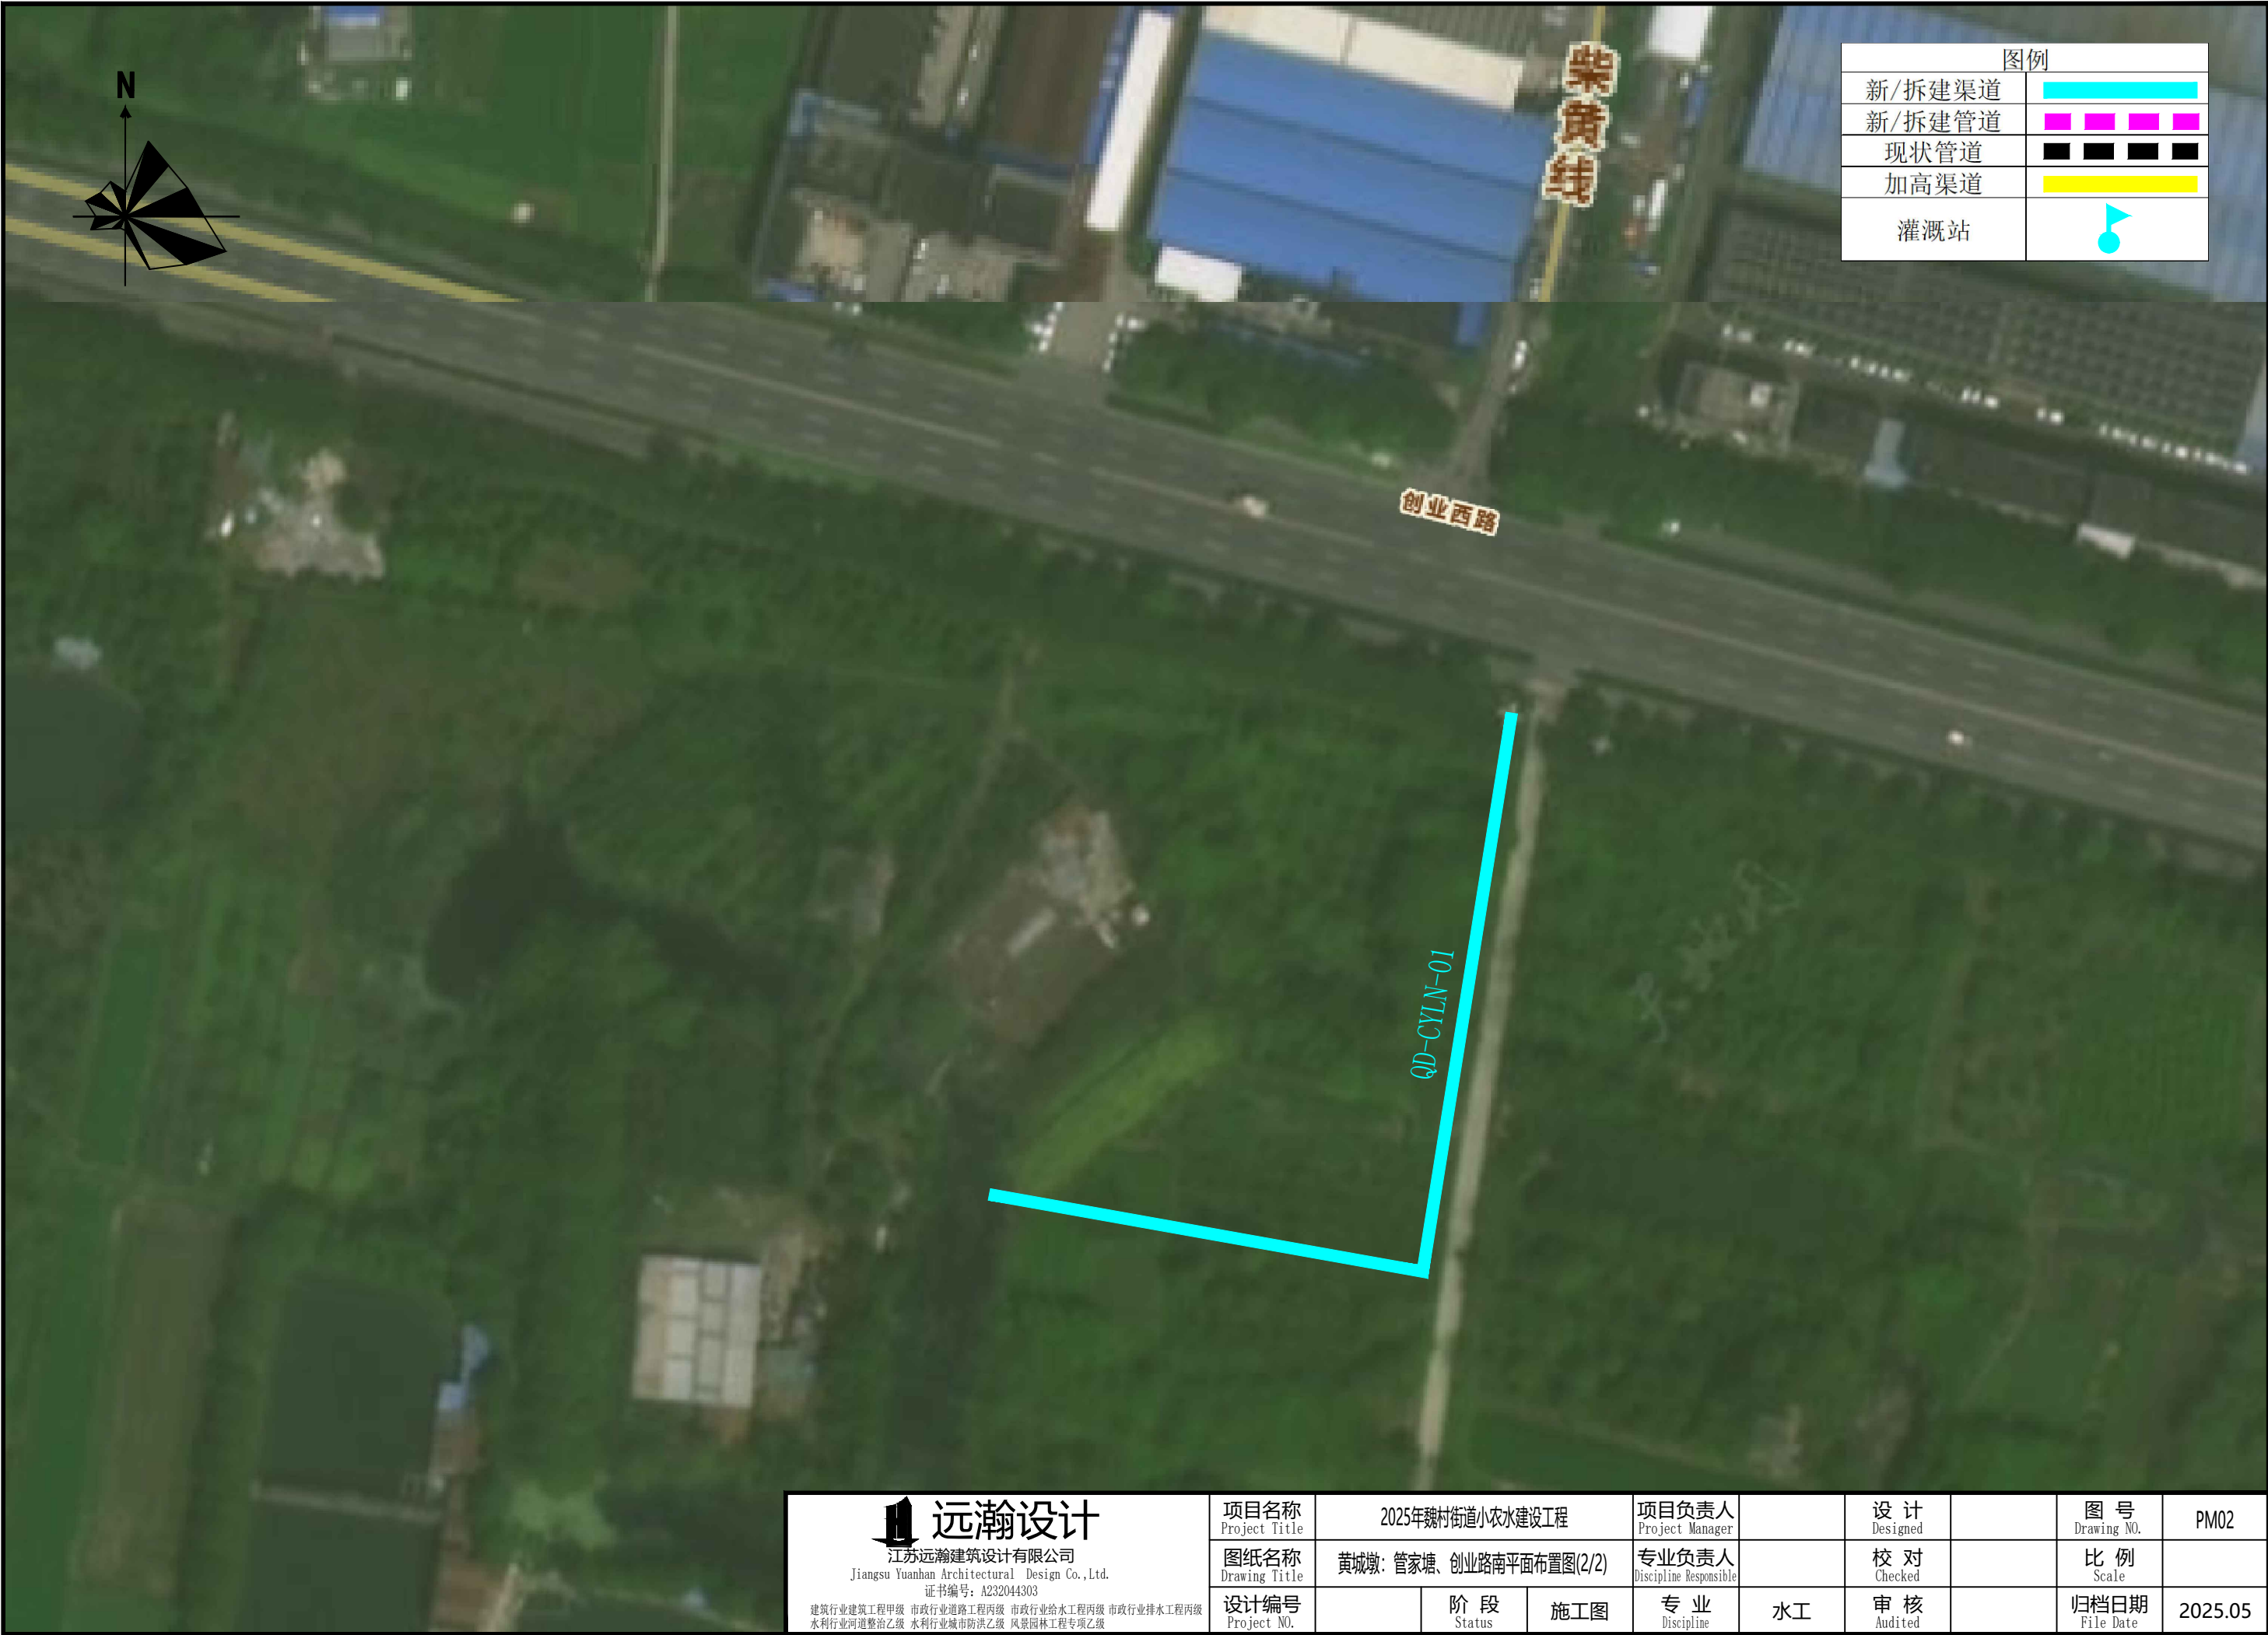 N
柴黄线
图例
新/拆建渠道
新/拆建管道
现状管道
加高渠道
灌溉站
创业西路
QD-CYLN-01
远瀚设计
江苏远瀚建筑设计有限公司
Jiangsu Yuanhan Architectural Design Co.,Ltd.
证书编号: A232044303
建筑行业建筑工程甲级 市政行业道路工程丙级 市政行业给水工程丙级 市政行业排水工程丙级
水利行业河道整治乙级 水利行业城市防洪乙级 风景园林工程专项乙级
项目名称 2025年魏村街道小农水建设工程 项目负责人 设 计 图 号 PM02
Project Title Project Manager Designed Drawing NO.
图纸名称 黄城墩：管家塘、创业路南平面布置图(2/2) 专业负责人 校 对 比 例
Drawing Title Discipline Responsible Checked Scale
设计编号 阶 段 施工图 专 业 水工 审 核 归档日期 2025.05
Project NO. Status Discipline Audited File Date